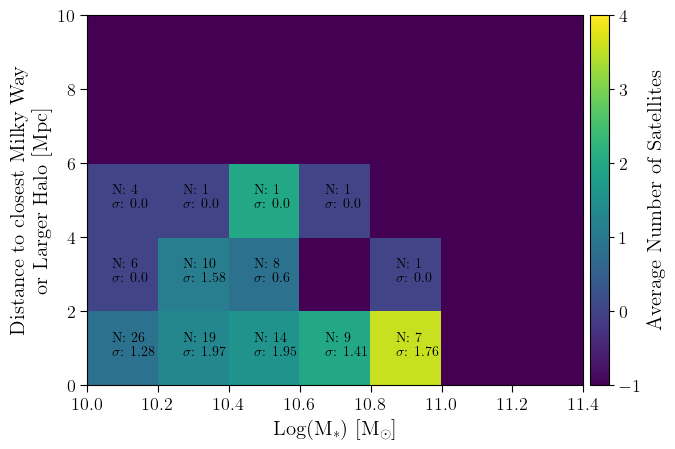 10
8
6
4
2
0
Distance to closest Milky Way
or Larger Halo [Mpc]
N: 4
σ: 0.0
N: 1
σ: 0.0
N: 1
σ: 0.0
N: 1
σ: 0.0
N: 6
σ: 0.0
N: 10
σ: 1.58
N: 8
σ: 0.6
N: 1
σ: 0.0
N: 26
σ: 1.28
N: 19
σ: 1.97
N: 14
σ: 1.95
N: 9
σ: 1.41
N: 7
σ: 1.76
10.0 10.2 10.4 10.6 10.8 11.0 11.2 11.4
Log(M∗) [M☉]
4
3
2
1
0
−1
Average Number of Satellites